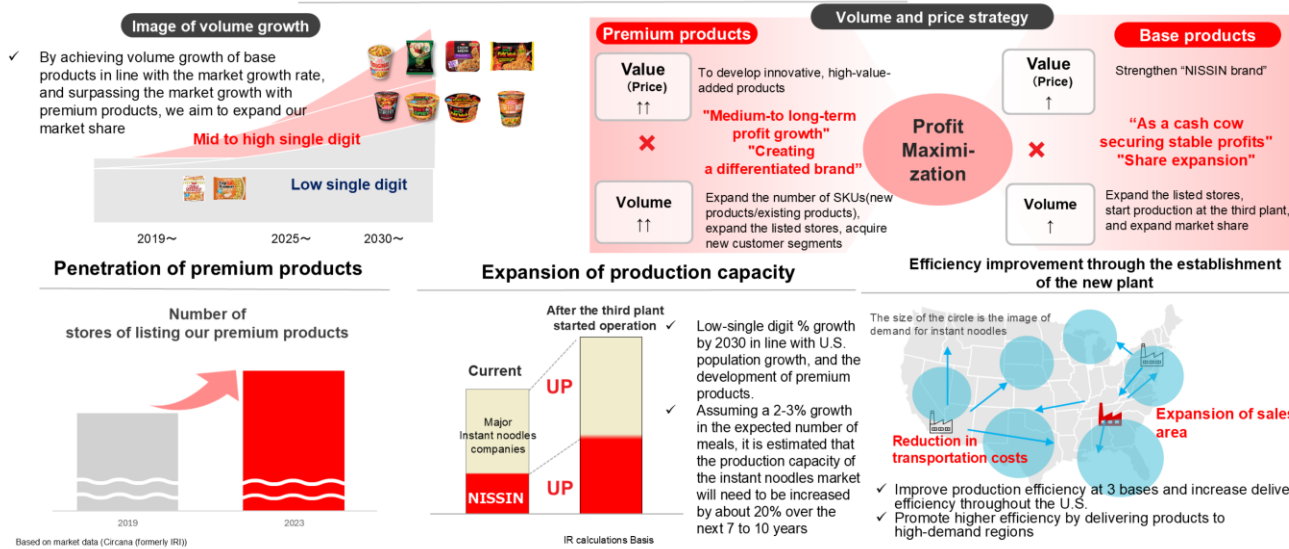 Image of volume growth
✓ By achieving volume growth of base
products in line with the market growth rate,
and surpassing the market growth with
premium products, we aim to expand our
market share
Mid to high single digit
Low single digit
2019~
2025~
2030~
Volume and price strategy
Premium products
Value
(Price)
↑↑
To develop innovative, high-value-
added products
"Medium-to long-term
profit growth"
"Creating
a differentiated brand"
Volume
↑↑
Expand the number of SKUs(new
products/existing products),
expand the listed stores, acquire
new customer segments
Profit
Maximi-
zation
Base products
Value
(Price)
↑
Strengthen "NISSIN brand"
"As a cash cow
securing stable profits"
"Share expansion"
Volume
↑
Expand the listed stores,
start production at the third plant,
and expand market share
Penetration of premium products
Number of
stores of listing our premium products
2019
2023
Based on market data (Circana (formerly IRI))
Expansion of production capacity
After the third plant
started operation
Current
UP
Major
Instant noodles
companies
NISSIN
UP
IR calculations Basis
✓ Low-single digit % growth
by 2030 in line with U.S.
population growth, and the
development of premium
products.
✓ Assuming a 2-3% growth
in the expected number of
meals, it is estimated that
the production capacity of
the instant noodles market
will need to be increased
by about 20% over the
next 7 to 10 years
Efficiency improvement through the establishment
of the new plant
The size of the circle is the image of
demand for instant noodles
Reduction in
transportation costs
Expansion of sales
area
✓ Improve production efficiency at 3 bases and increase delive
efficiency throughout the U.S.
✓ Promote higher efficiency by delivering products to
high-demand regions